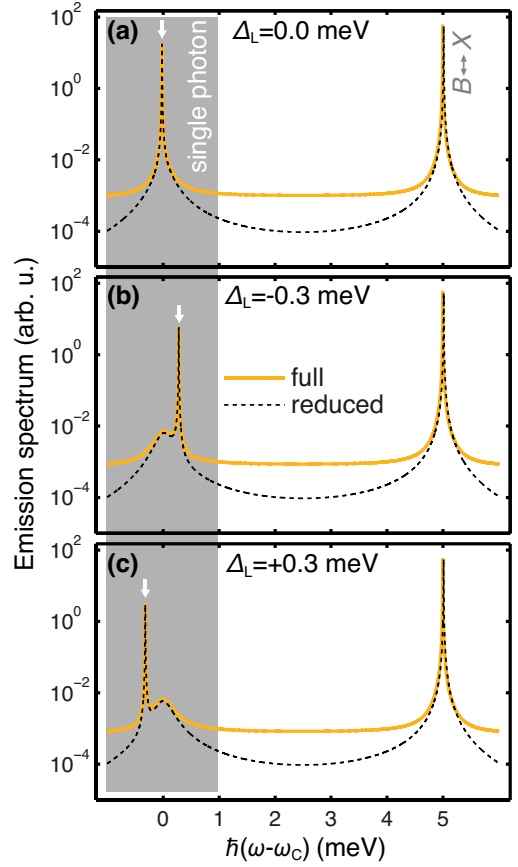 (a) Δ_L=0.0 meV
single photon
B↔X
10^2
10^0
10^-2
10^-4
(b) Δ_L=-0.3 meV
full
reduced
10^2
10^0
10^-2
10^-4
(c) Δ_L=+0.3 meV
10^2
10^0
10^-2
10^-4
Emission spectrum (arb. u.)
0 1 2 3 4 5
ħ(ω-ω_C) (meV)